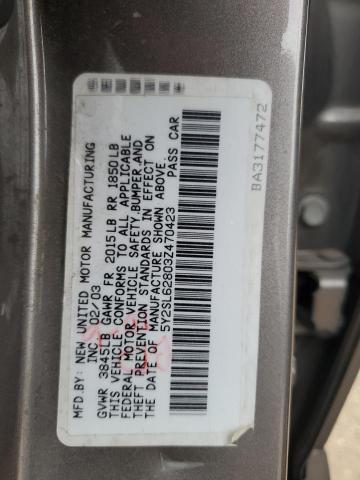 MFD BY: NEW UNITED MOTOR MANUFACTURING
INC. 02/03
GVWR 3845LB GAWR FR 2015LB RR 1850LB
THIS VEHICLE CONFORMS TO ALL APPLICABLE
FEDERAL MOTOR VEHICLE SAFETY, BUMPER, AND
THEFT PREVENTION STANDARDS IN EFFECT ON
THE DATE OF MANUFACTURE SHOWN ABOVE.
5Y2SL62803Z470423 PASS CAR
BA3177472